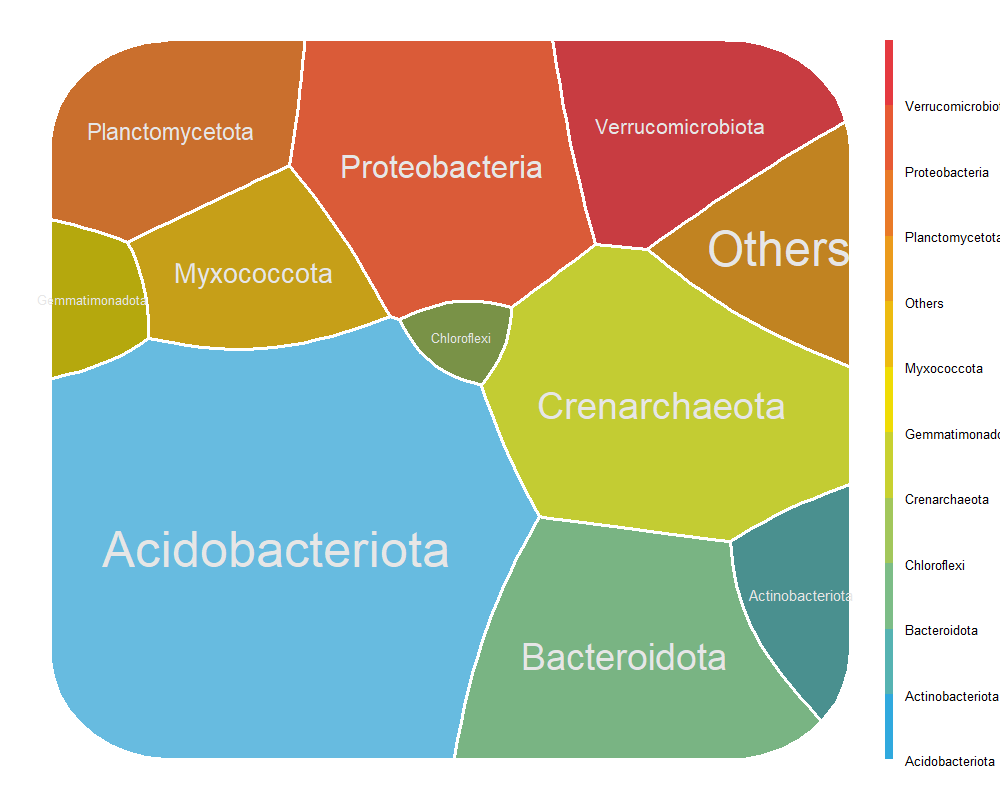 Planctomycetota
Proteobacteria
Verrucomicrobiota
Others
Myxococcota
Gemmatimonadota
Chloroflexi
Crenarchaeota
Acidobacteriota
Actinobacteriota
Bacteroidota
Verrucomicrobiot
Proteobacteria
Planctomycetota
Others
Myxococcota
Gemmatimonado
Crenarchaeota
Chloroflexi
Bacteroidota
Actinobacteriota
Acidobacteriota